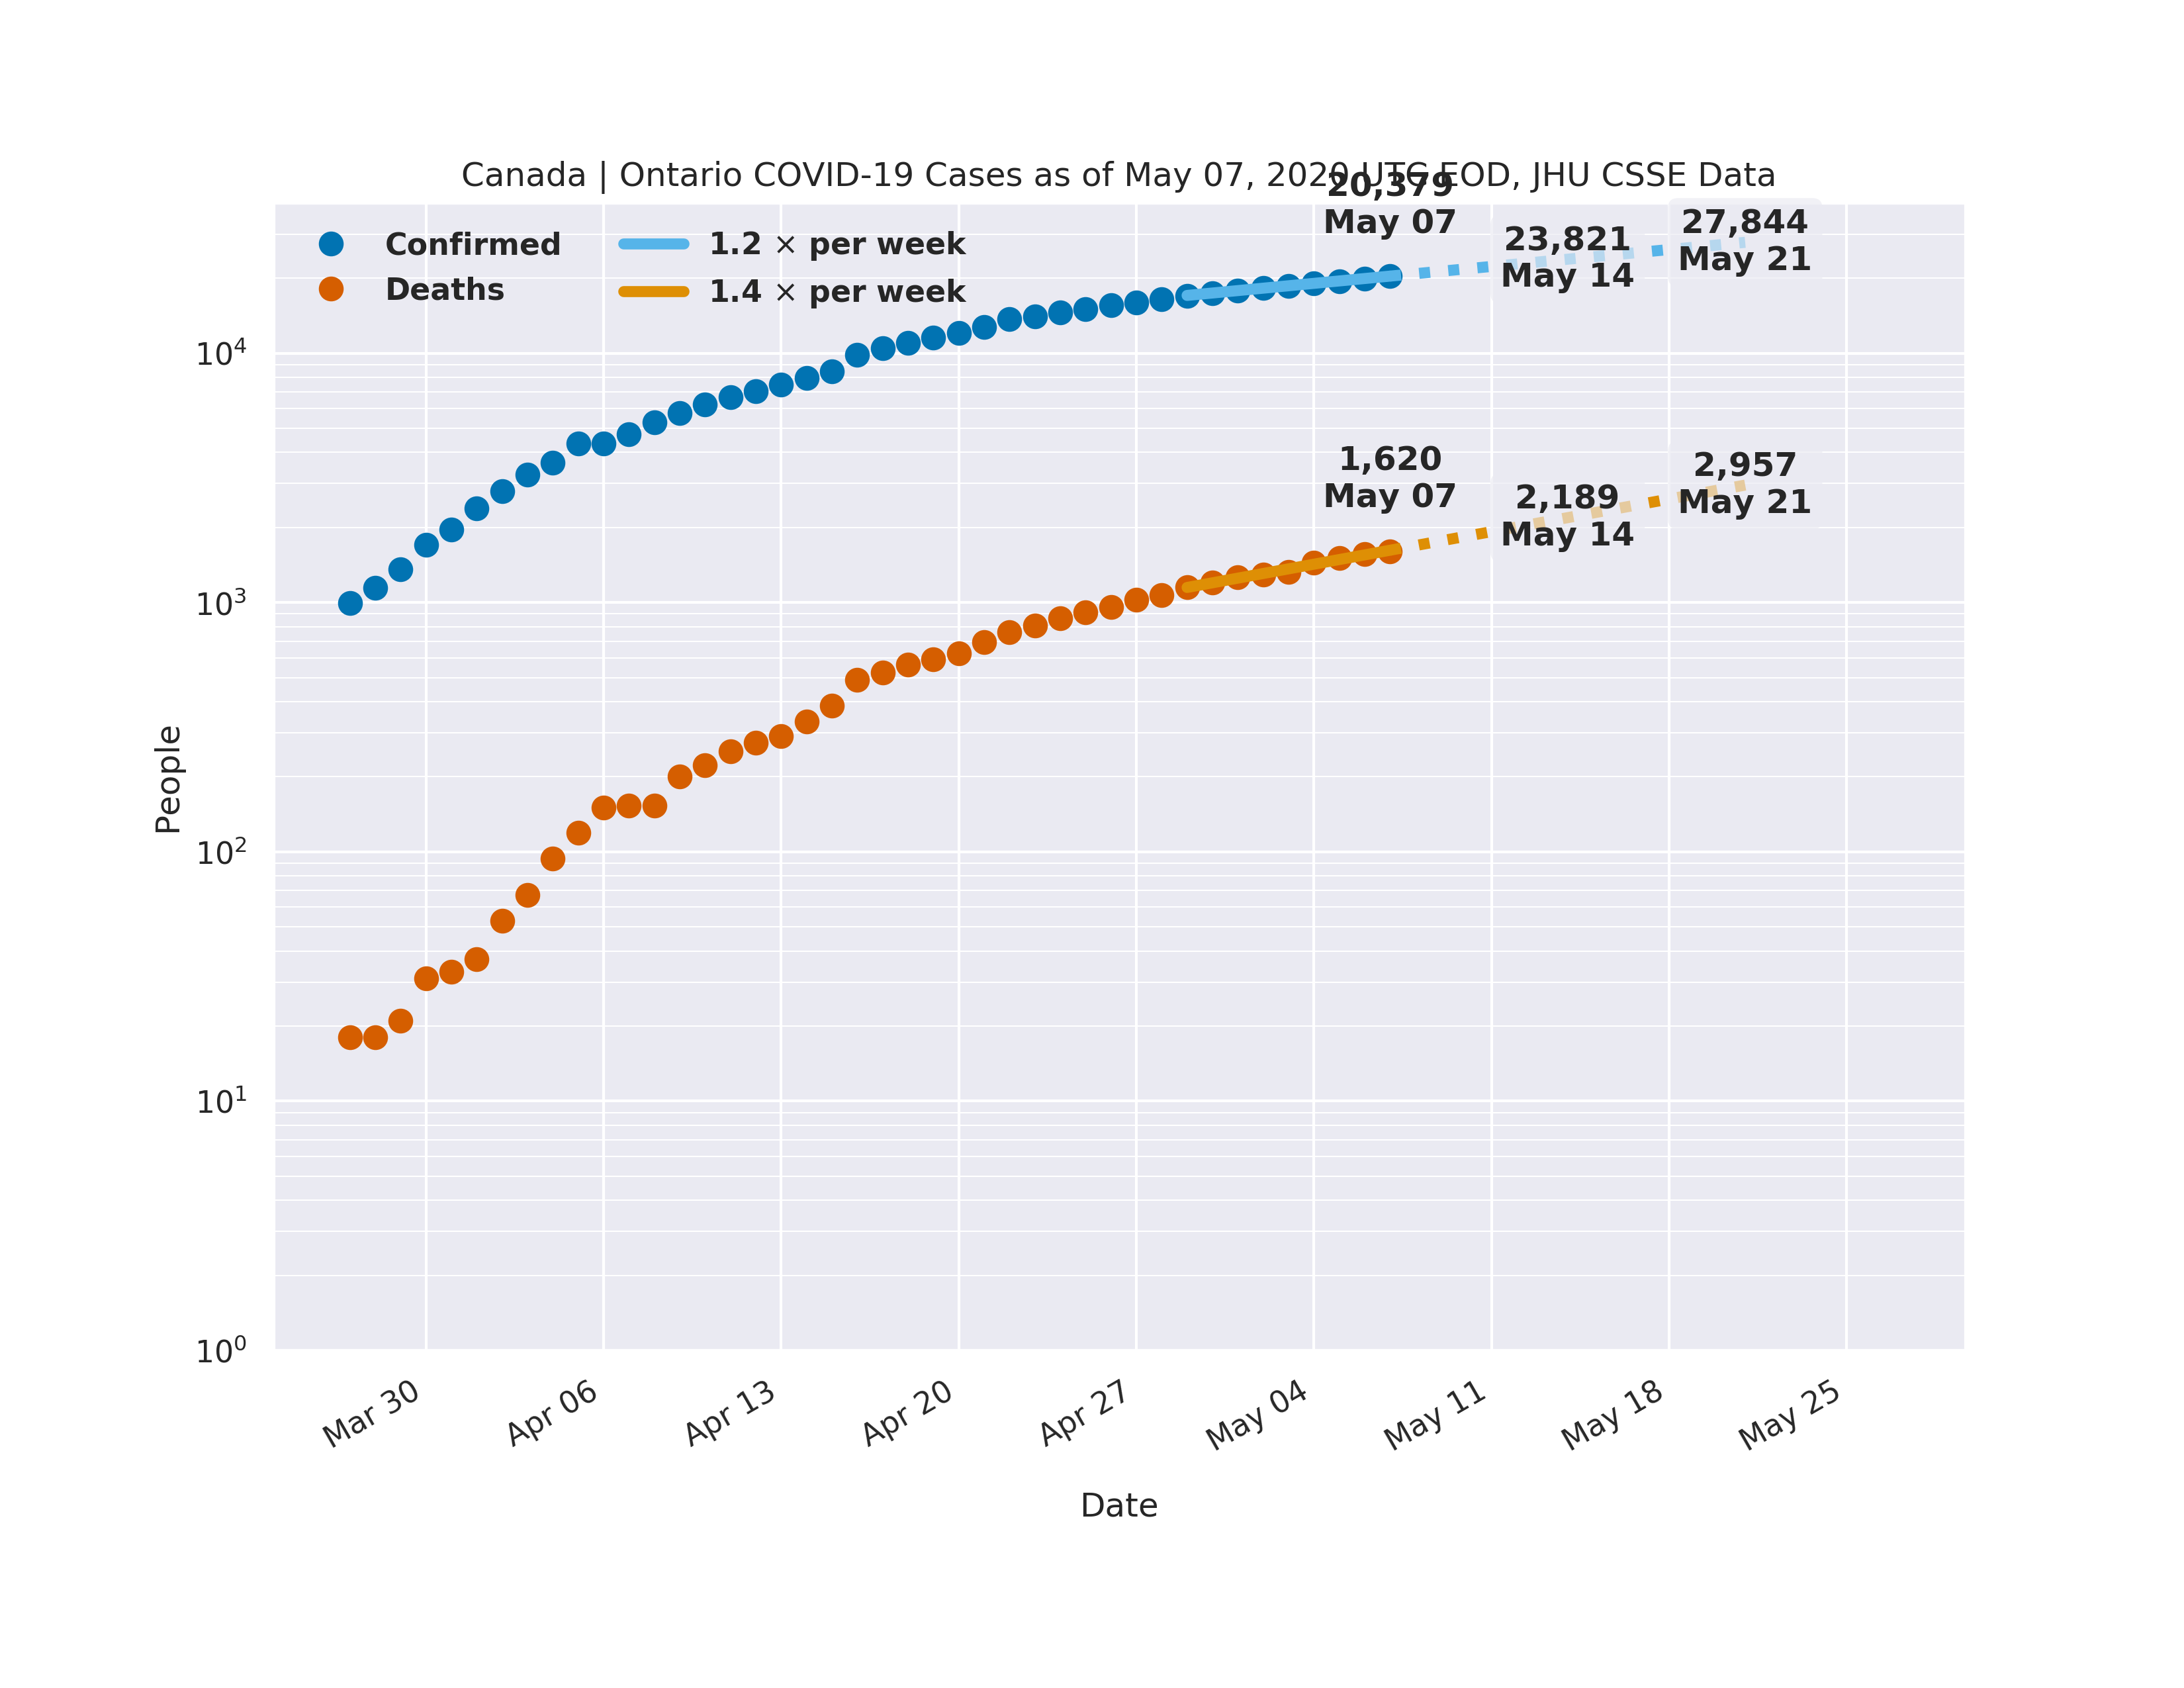 Canada | Ontario COVID-19 Cases as of May 07, 2020 UTC EOD, JHU CSSE Data
Confirmed
Deaths
1.2 × per week
1.4 × per week
20,379
May 07
23,821
May 14
27,844
May 21
1,620
May 07
2,189
May 14
2,957
May 21
People
10⁴
10³
10²
10¹
10⁰
Mar 30
Apr 06
Apr 13
Apr 20
Apr 27
May 04
May 11
May 18
May 25
Date